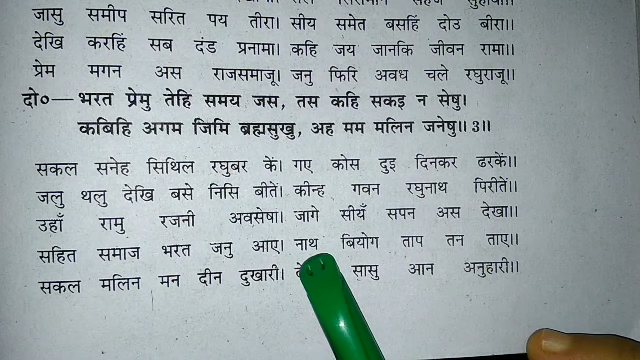 जासु समीप सरित पय तीरा। सीय समेत बसहिं दोउ बीरा॥
देखि करहिं सब दंड प्रनामा। कहि जय जानकि जीवन रामा॥
प्रेम मगन अस राजसमाजू। जनु फिरि अवध चले रघुराजू॥
दो०— भरत प्रेमु तेहि समय जस, तस कहि सकइ न सेषु।
कबिहि अगम जिमि ब्रह्मसुखु, अह मम मलिन जनेषु॥ 3॥
सकल सनेह सिथिल रघुबर कें। गए कोस दुइ दिनकर ढरकें॥
जलु थलु देखि बसे निसि बीतें। कीन्ह गवन रघुनाथ पिरीतें॥
उहाँ रामु रजनी अवसेषा। जागे सीयँ सपन अस देखा॥
सहित समाज भरत जनु आए। नाथ बियोग ताप तन ताए॥
सकल मलिन मन दीन दुखारी। सासु आन अनुहारी॥